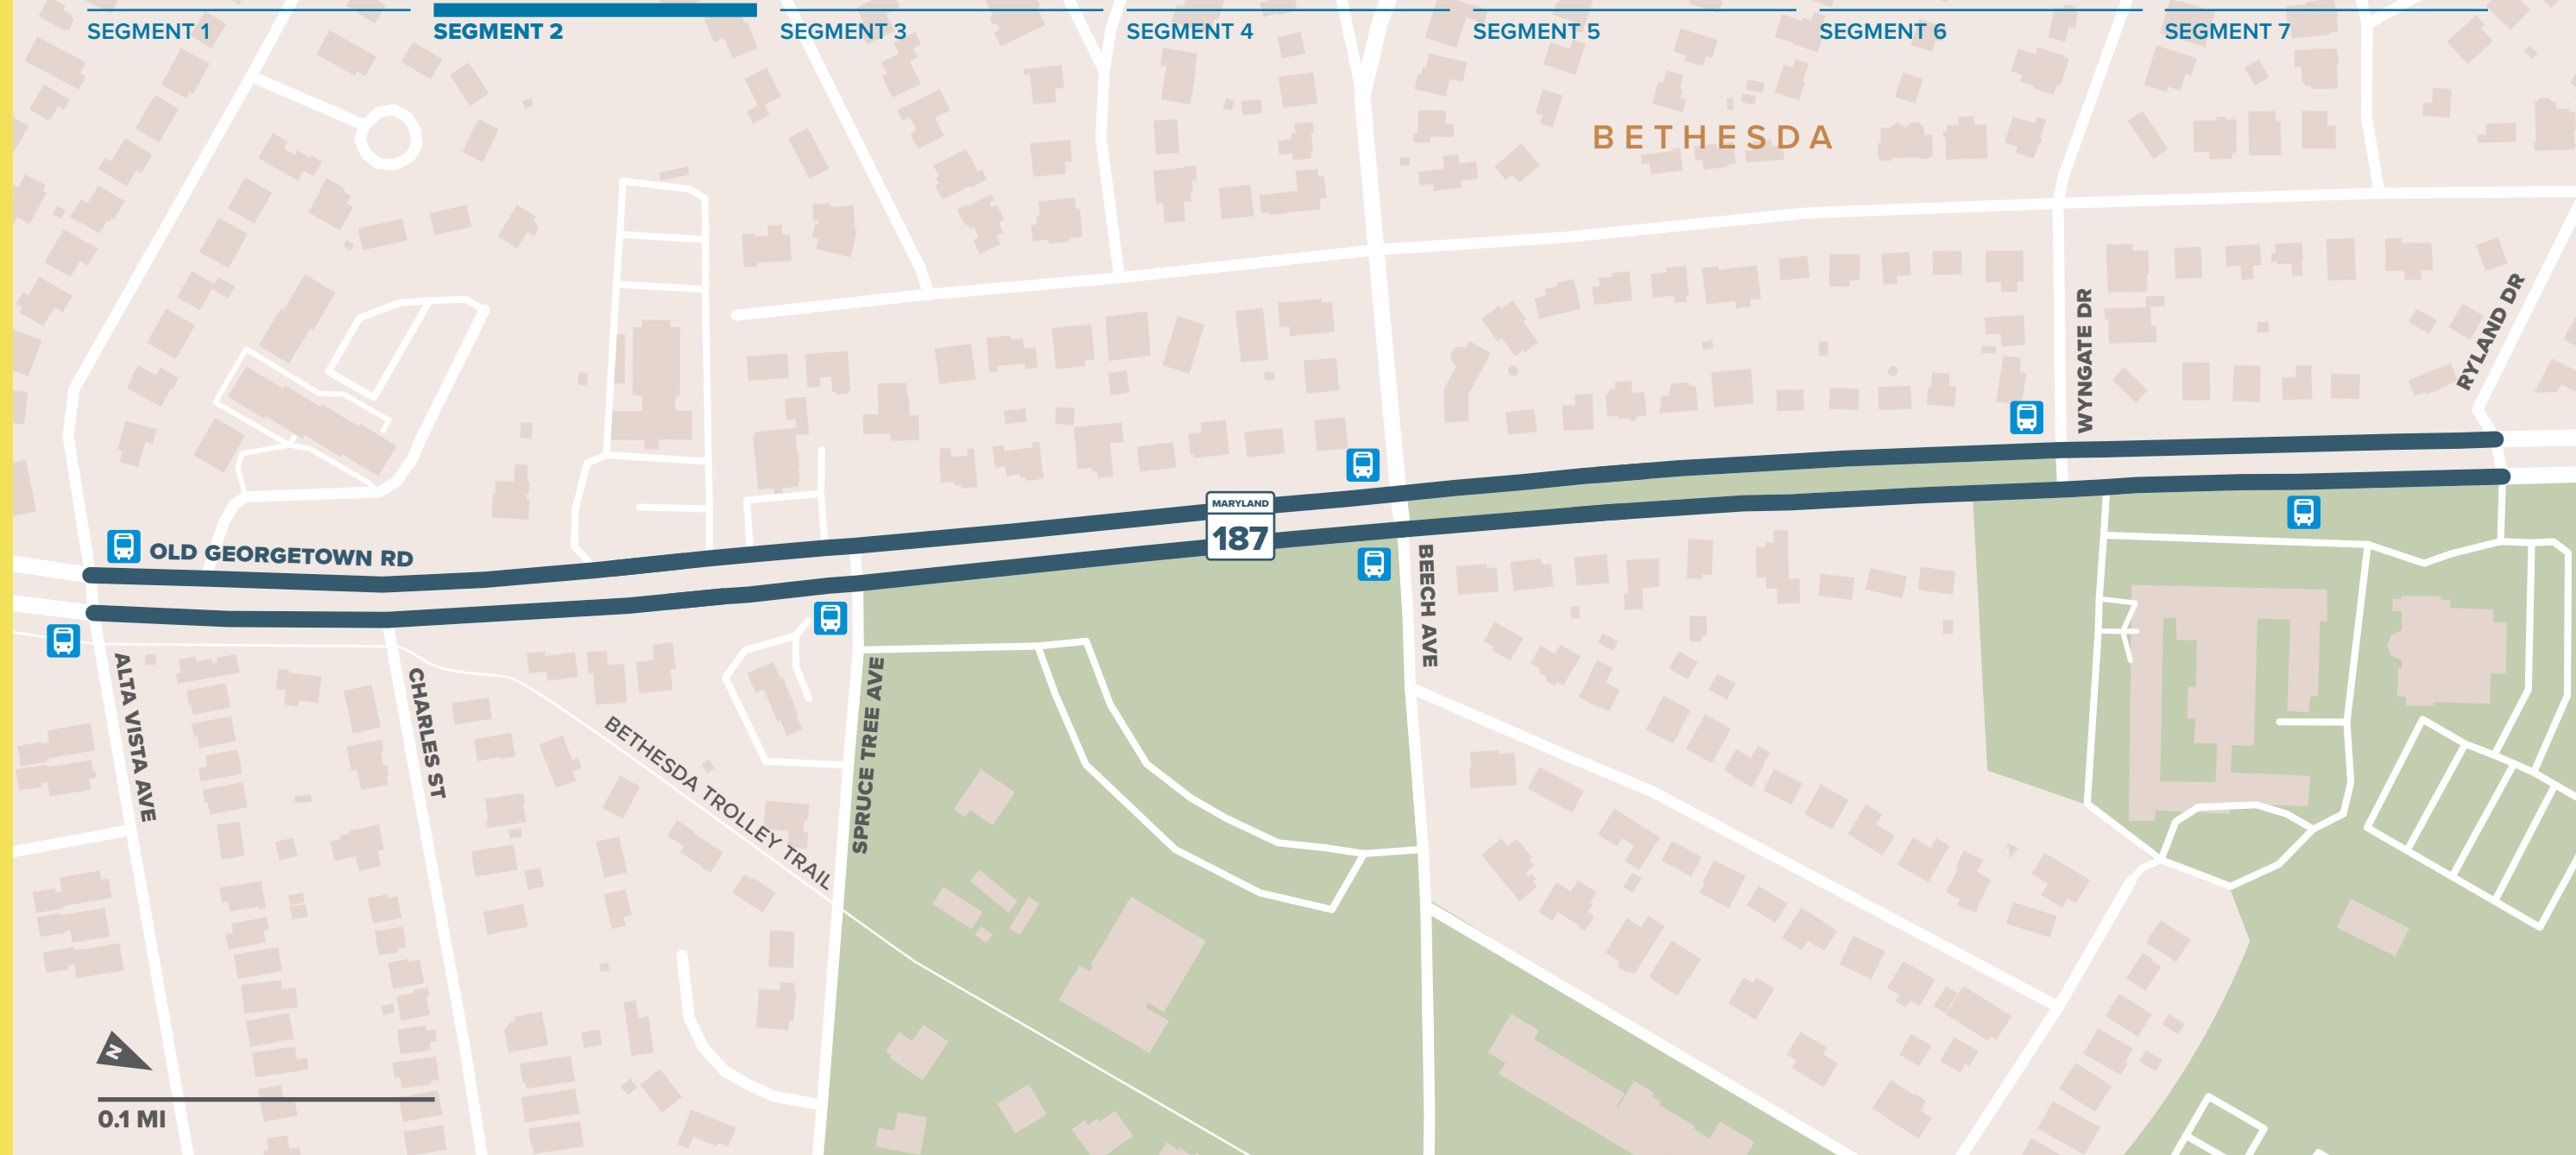 SEGMENT 1
SEGMENT 2
SEGMENT 3
SEGMENT 4
SEGMENT 5
SEGMENT 6
SEGMENT 7
BETHESDA
WYNGATE DR
RYLAND DR
MARYLAND
187
OLD GEORGETOWN RD
BEECH AVE
ALTA VISTA AVE
CHARLES ST
BETHESDA TROLLEY TRAIL
SPRUCE TREE AVE
N
0.1 MI